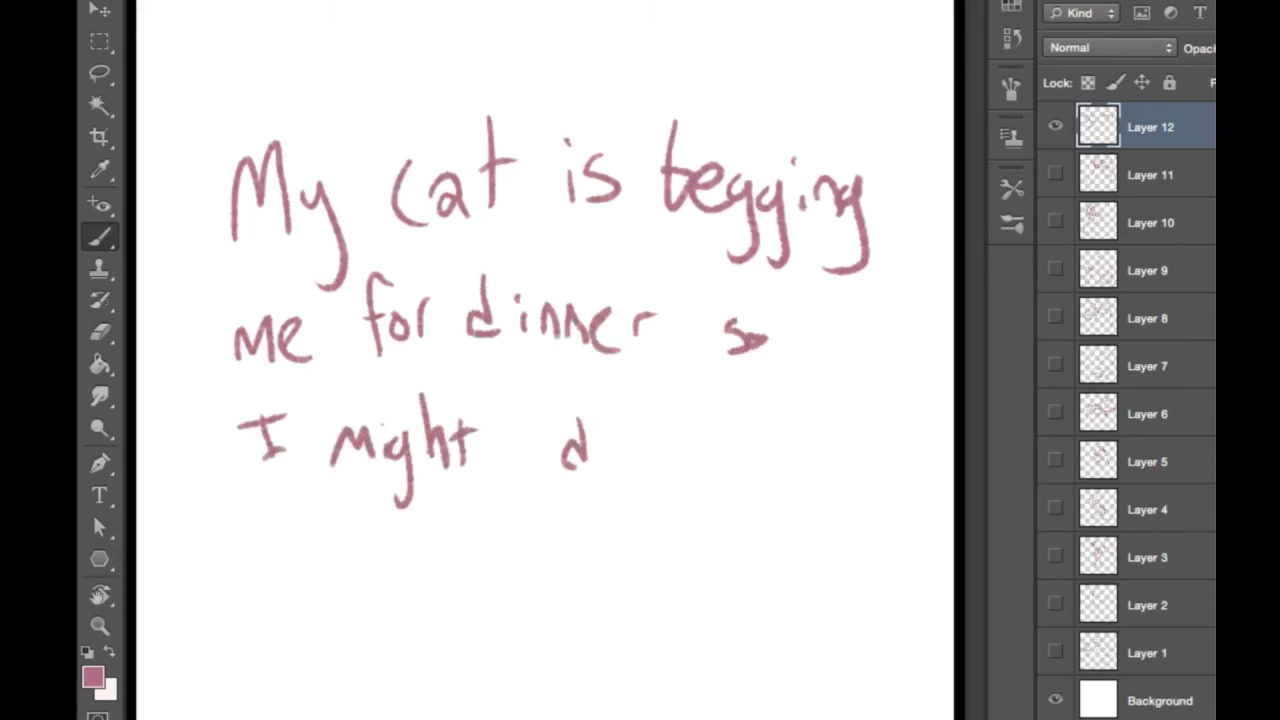 Kind
Normal
Opaci
Lock:
F
Layer 12
Layer 11
Layer 10
Layer 9
Layer 8
Layer 7
Layer 6
Layer 5
Layer 4
Layer 3
Layer 2
Layer 1
Background
My cat is begging
me for dinner so
I might d